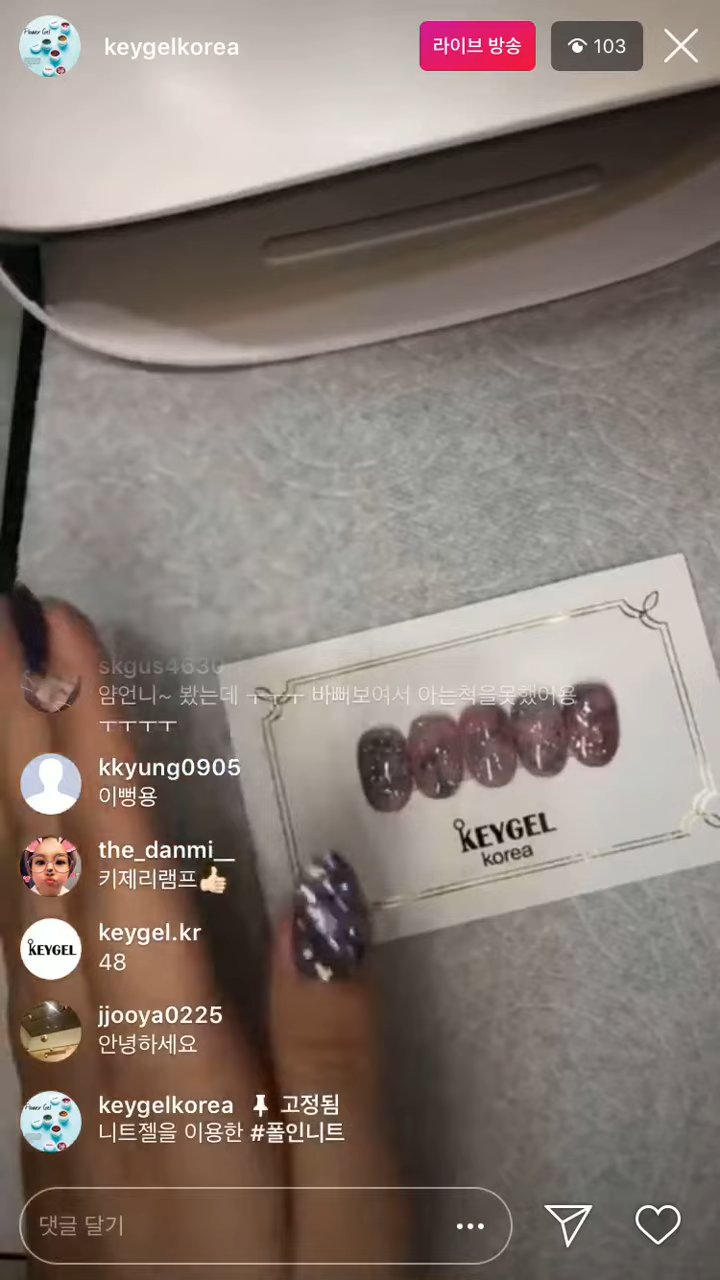 keygelkorea
라이브 방송
103
skgus4630
얌언니~ 봤는데 ㅜㅜㅜ 바빠보여서 아는척을못했어용
ㅜㅜㅜㅜ
kkyung0905
이뻥용
the_danmi__
키제리램프👍🏻
keygel.kr
KEYGEL
48
jjooya0225
안녕하세요
keygelkorea 고정됨
니트젤을 이용한 #폴인니트
댓글 달기
KEYGEL
korea